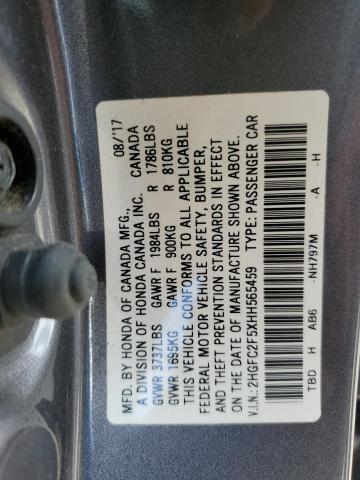 MFD. BY HONDA OF CANADA MFG., 08/'17
A DIVISION OF HONDA CANADA INC. CANADA
GVWR 3737LBS GAWR F 1984LBS R 1786LBS
GVWR 1695KG GAWR F 900KG R 810KG
THIS VEHICLE CONFORMS TO ALL APPLICABLE
FEDERAL MOTOR VEHICLE SAFETY, BUMPER,
AND THEFT PREVENTION STANDARDS IN EFFECT
ON THE DATE OF MANUFACTURE SHOWN ABOVE.
V.I.N.:2HGFC2F5XHH565459 TYPE: PASSENGER CAR
TBD H AB6 -NH797M -A -H